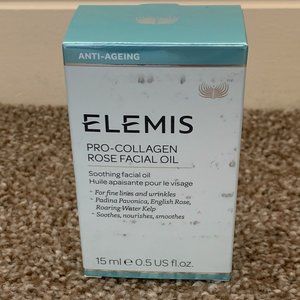 ANTI-AGEING
ELEMIS
PRO-COLLAGEN
ROSE FACIAL OIL
Soothing facial oil
Huile apaisante pour le visage
- For fine lines and wrinkles
- Padina Pavonica, English Rose,
Roaring Water Kelp
- Soothes, nourishes, smoothes
15 ml ℮ 0.5 US fl.oz.